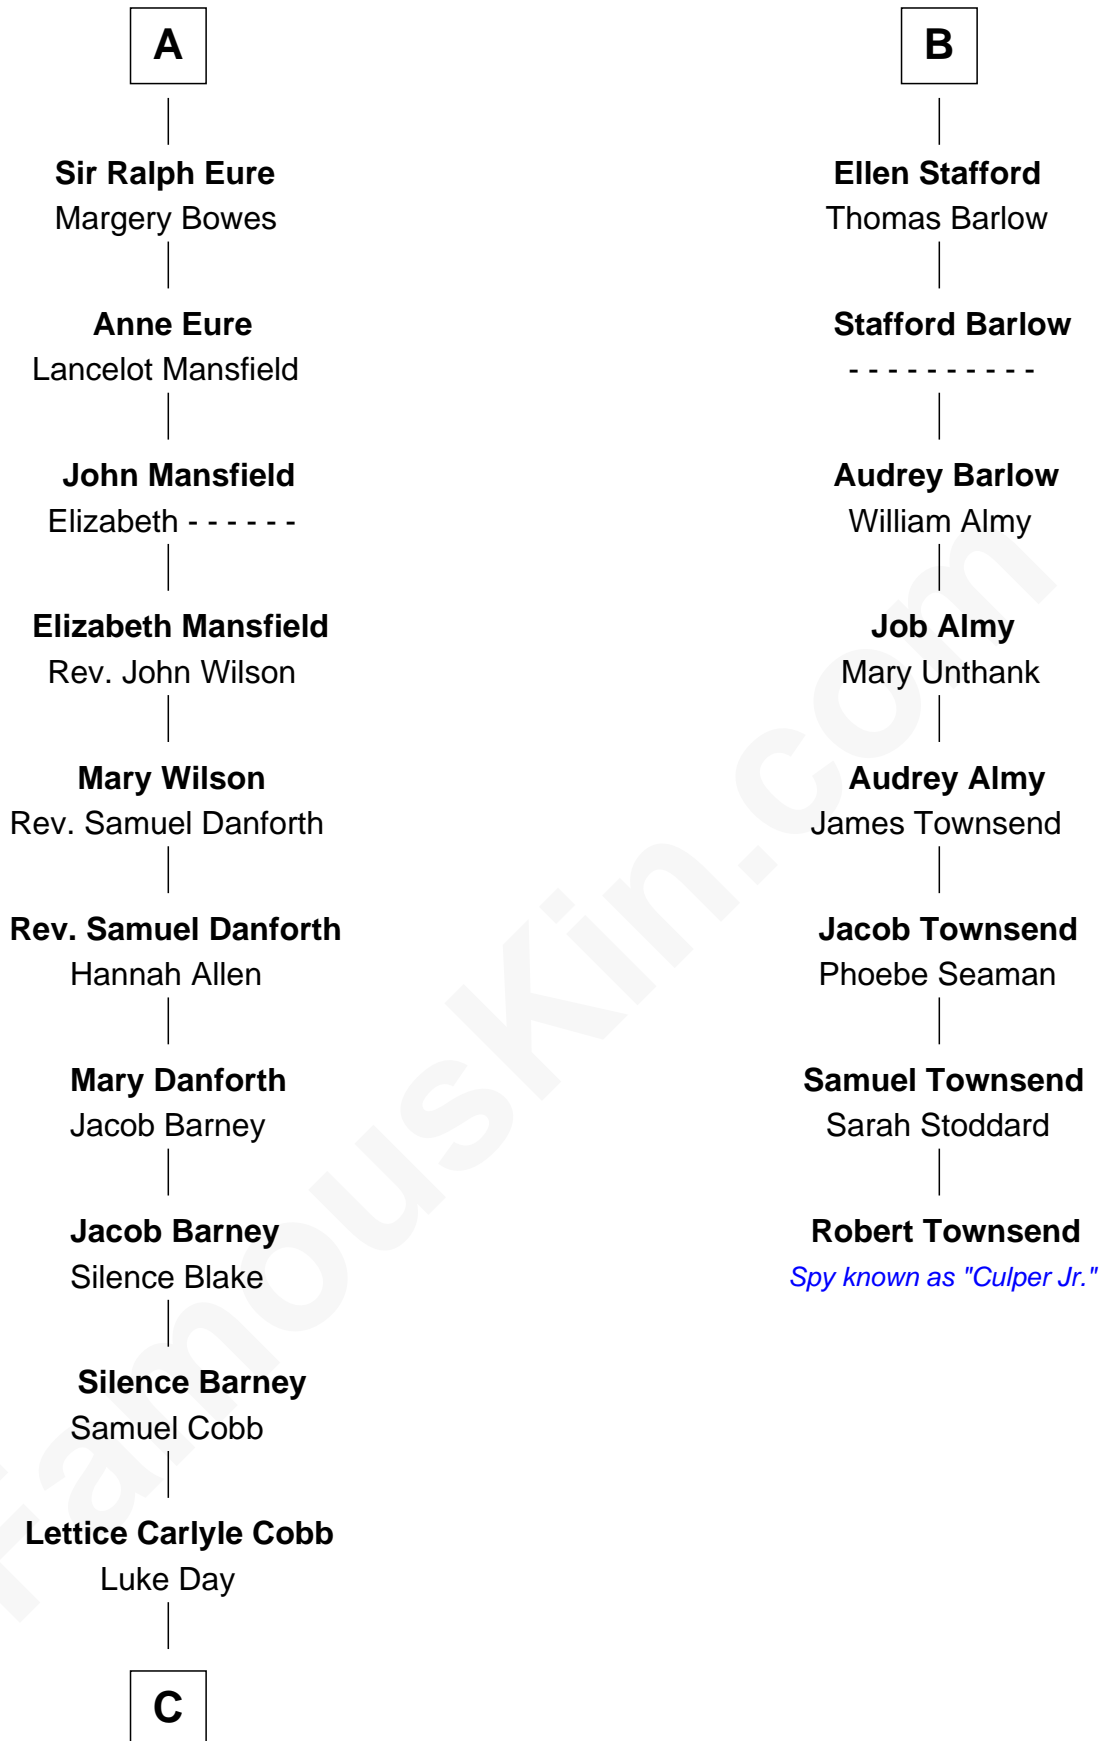 A
Sir Ralph Eure
Margery Bowes
Anne Eure
Lancelot Mansfield
John Mansfield
Elizabeth - - - - - -
Elizabeth Mansfield
Rev. John Wilson
Mary Wilson
Rev. Samuel Danforth
Rev. Samuel Danforth
Hannah Allen
Mary Danforth
Jacob Barney
Jacob Barney
Silence Blake
Silence Barney
Samuel Cobb
Lettice Carlyle Cobb
Luke Day
C
B
Ellen Stafford
Thomas Barlow
Stafford Barlow
- - - - - - - - - -
Audrey Barlow
William Almy
Job Almy
Mary Unthank
Audrey Almy
James Townsend
Jacob Townsend
Phoebe Seaman
Samuel Townsend
Sarah Stoddard
Robert Townsend
Spy known as "Culper Jr."
FamousKin.com